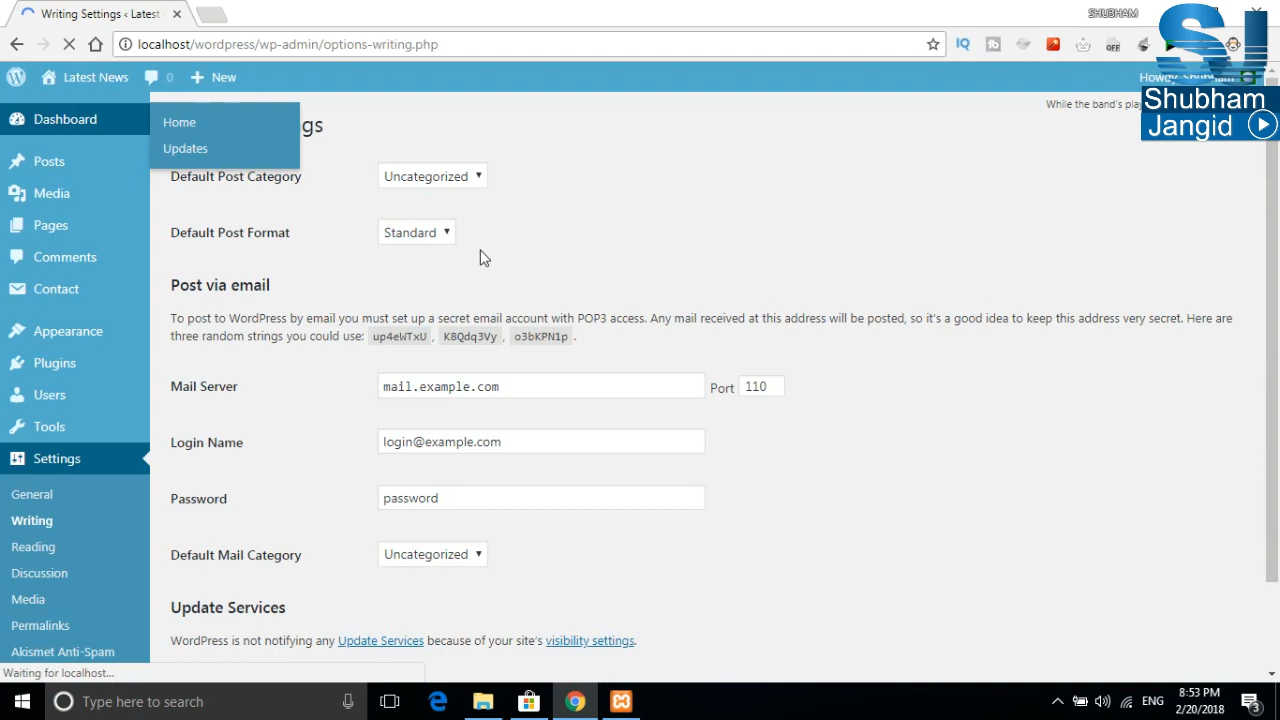 Writing Settings ‹ Latest
SHUBHAM
localhost/wordpress/wp-admin/options-writing.php
IQ
OFF
SJ
Latest News
0
New
Howdy, Shubham
Shubham
Jangid
While the band's
Dashboard
Home
Updates
Posts
Media
Pages
Comments
Contact
Appearance
Plugins
Users
Tools
Settings
General
Writing
Reading
Discussion
Media
Permalinks
Akismet Anti-Spam
gs
Default Post Category
Uncategorized
Default Post Format
Standard
Post via email
To post to WordPress by email you must set up a secret email account with POP3 access. Any mail received at this address will be posted, so it's a good idea to keep this address very secret. Here are
three random strings you could use: up4eWTxU , K8Qdq3Vy , o3bKPN1p .
Mail Server
mail.example.com
Port
110
Login Name
login@example.com
Password
password
Default Mail Category
Uncategorized
Update Services
WordPress is not notifying any Update Services because of your site's visibility settings.
Waiting for localhost...
Type here to search
ENG
8:53 PM
2/20/2018
3